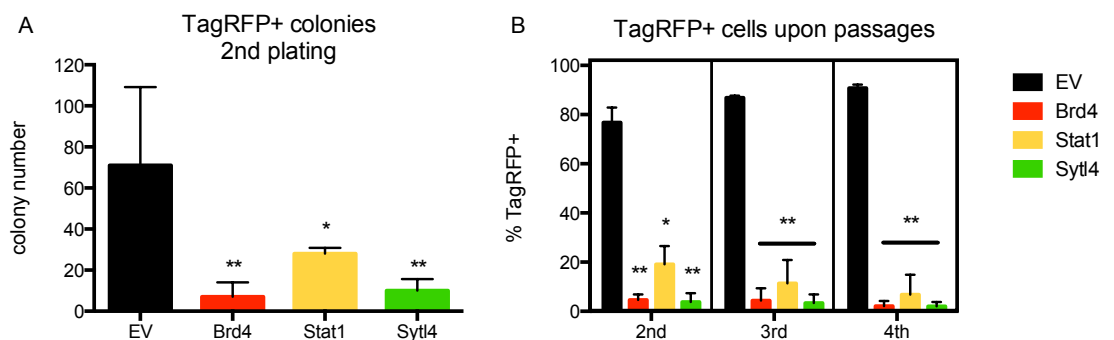 A
TagRFP+ colonies
2nd plating
colony number
120
100
80
60
40
20
0
**
*
**
EV
Brd4
Stat1
Sytl4
B
TagRFP+ cells upon passages
% TagRFP+
100
80
60
40
20
0
**
*
**
**
**
2nd
3rd
4th
EV
Brd4
Stat1
Sytl4